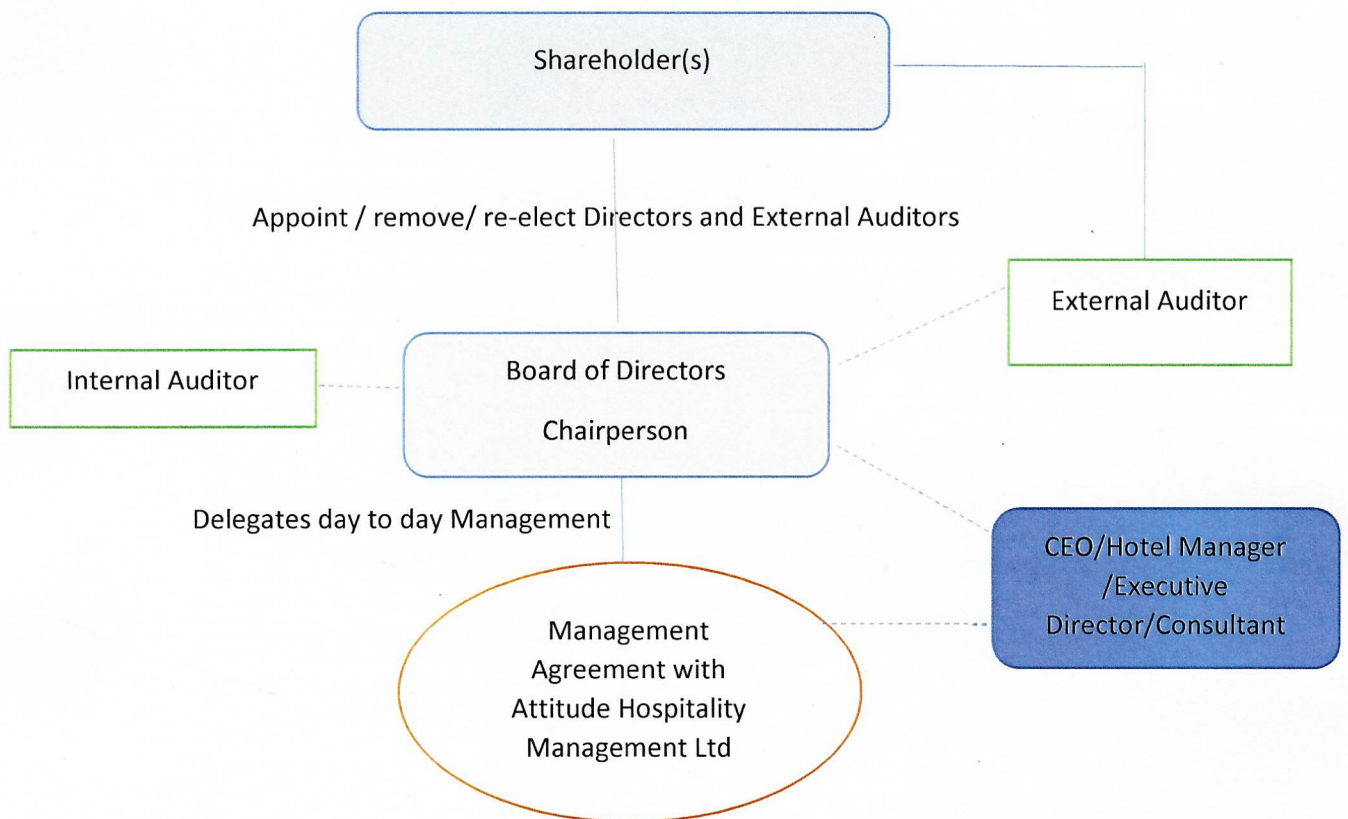 Shareholder(s)
Appoint / remove/ re-elect Directors and External Auditors
External Auditor
Internal Auditor
Board of Directors
Chairperson
Delegates day to day Management
CEO/Hotel Manager
/Executive
Director/Consultant
Management
Agreement with
Attitude Hospitality
Management Ltd